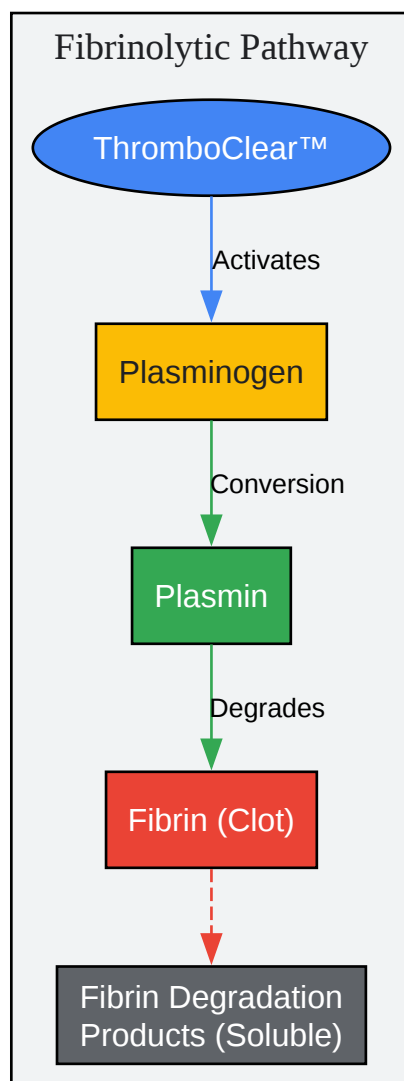 Fibrinolytic Pathway
ThromboClear™
Activates
Plasminogen
Conversion
Plasmin
Degrades
Fibrin (Clot)
Fibrin Degradation
Products (Soluble)